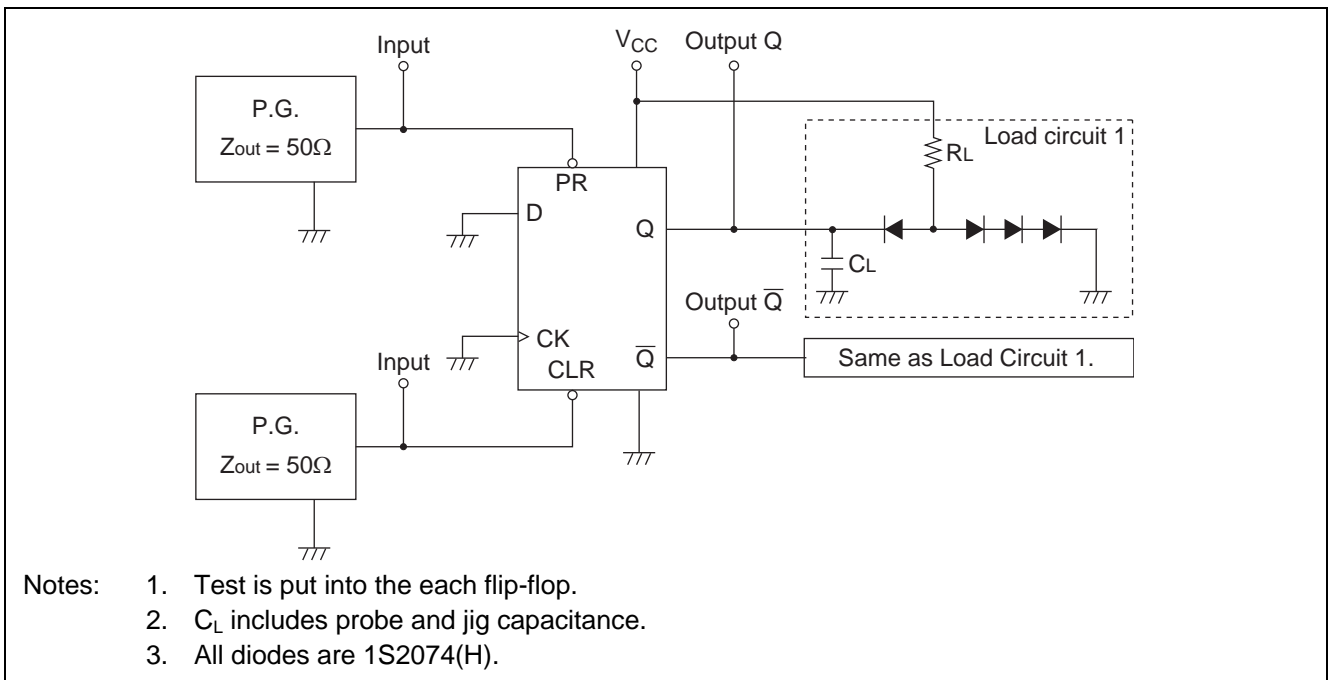 Input
V_CC
Output Q
P.G.
Zout = 50Ω
Load circuit 1
RL
PR
D
Q
CL
Output Q̅
CK
Q̅
Same as Load Circuit 1.
Input
CLR
P.G.
Zout = 50Ω
Notes: 1. Test is put into the each flip-flop.
2. C_L includes probe and jig capacitance.
3. All diodes are 1S2074(H).